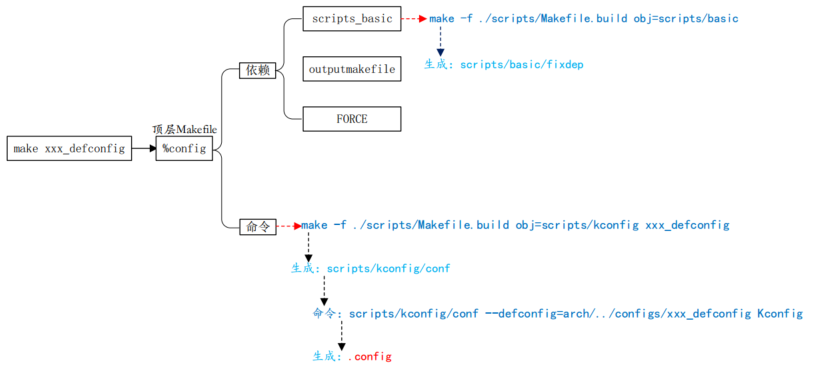 scripts_basic
make -f ./scripts/Makefile.build obj=scripts/basic
生成：scripts/basic/fixdep
依赖
outputmakefile
FORCE
顶层Makefile
make xxx_defconfig
%config
命令
make -f ./scripts/Makefile.build obj=scripts/kconfig xxx_defconfig
生成：scripts/kconfig/conf
命令：scripts/kconfig/conf --defconfig=arch/../configs/xxx_defconfig Kconfig
生成：.config